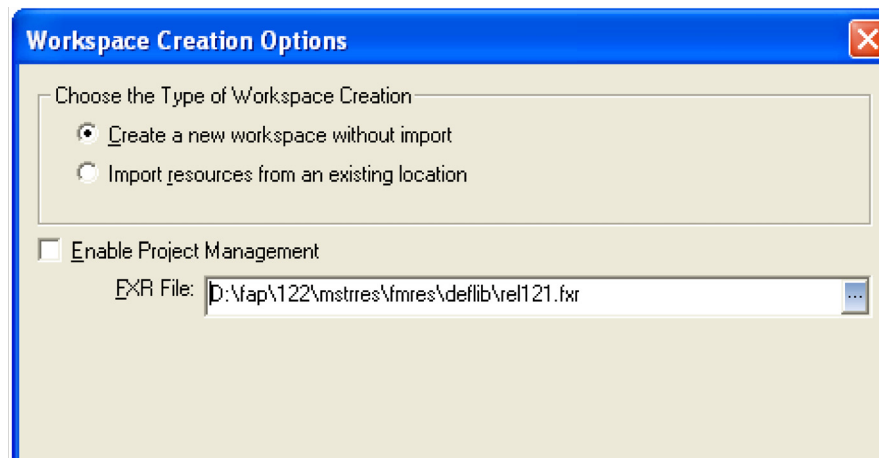 Workspace Creation Options
Choose the Type of Workspace Creation
Create a new workspace without import
Import resources from an existing location
Enable Project Management
FXR File: D:\fap\122\mstrres\fmres\deflib\rel121.fxr ...